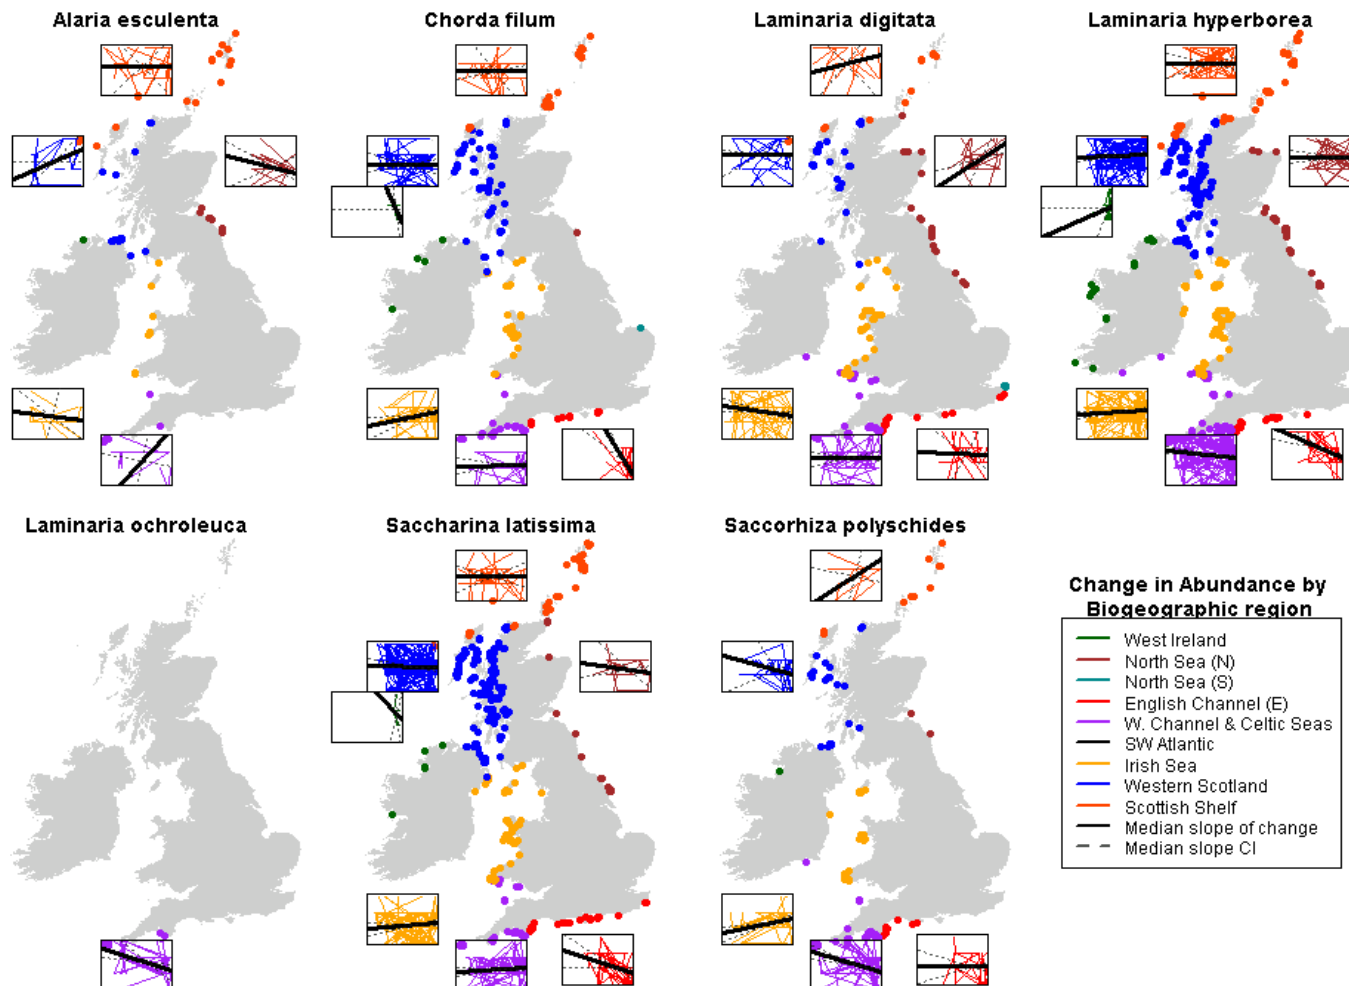 Alaria esculenta
Chorda filum
Laminaria digitata
Laminaria hyperborea
Laminaria ochroleuca
Saccharina latissima
Saccorhiza polyschides
Change in Abundance by
Biogeographic region
West Ireland
North Sea (N)
North Sea (S)
English Channel (E)
W. Channel & Celtic Seas
SW Atlantic
Irish Sea
Western Scotland
Scottish Shelf
Median slope of change
Median slope CI